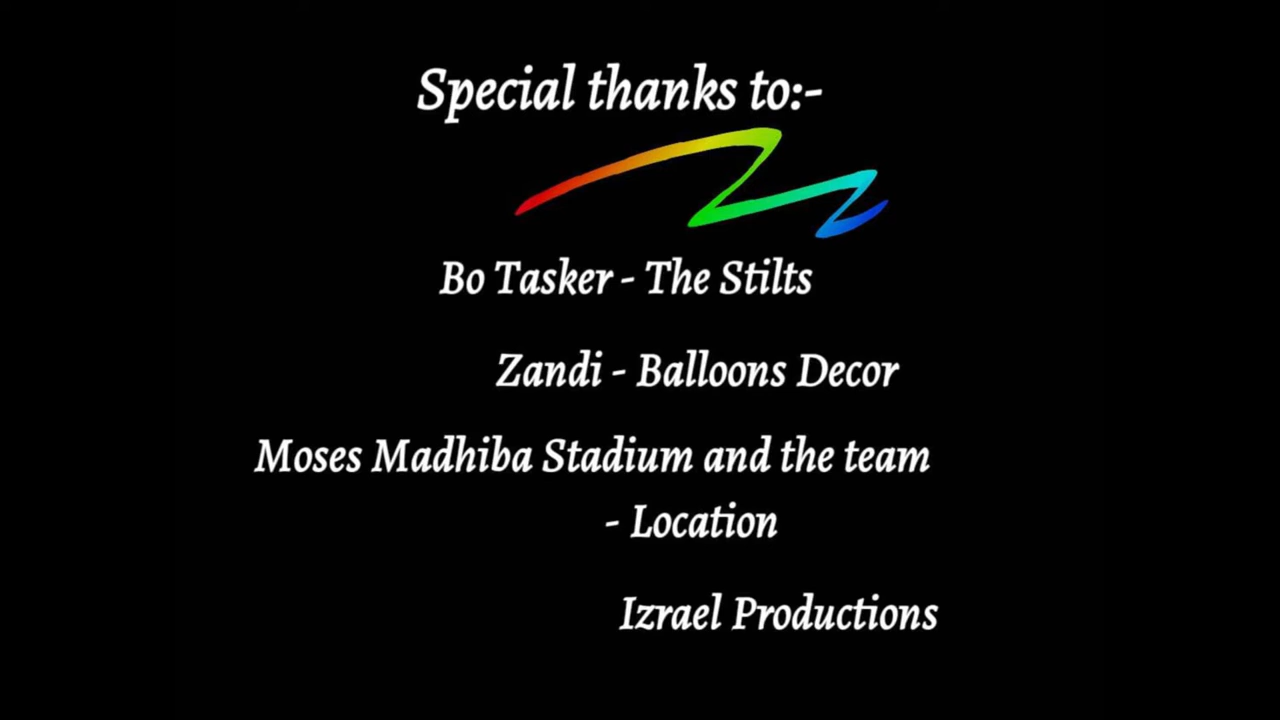 Special thanks to:-
Bo Tasker - The Stilts
Zandi - Balloons Decor
Moses Madhiba Stadium and the team
- Location
Izrael Productions